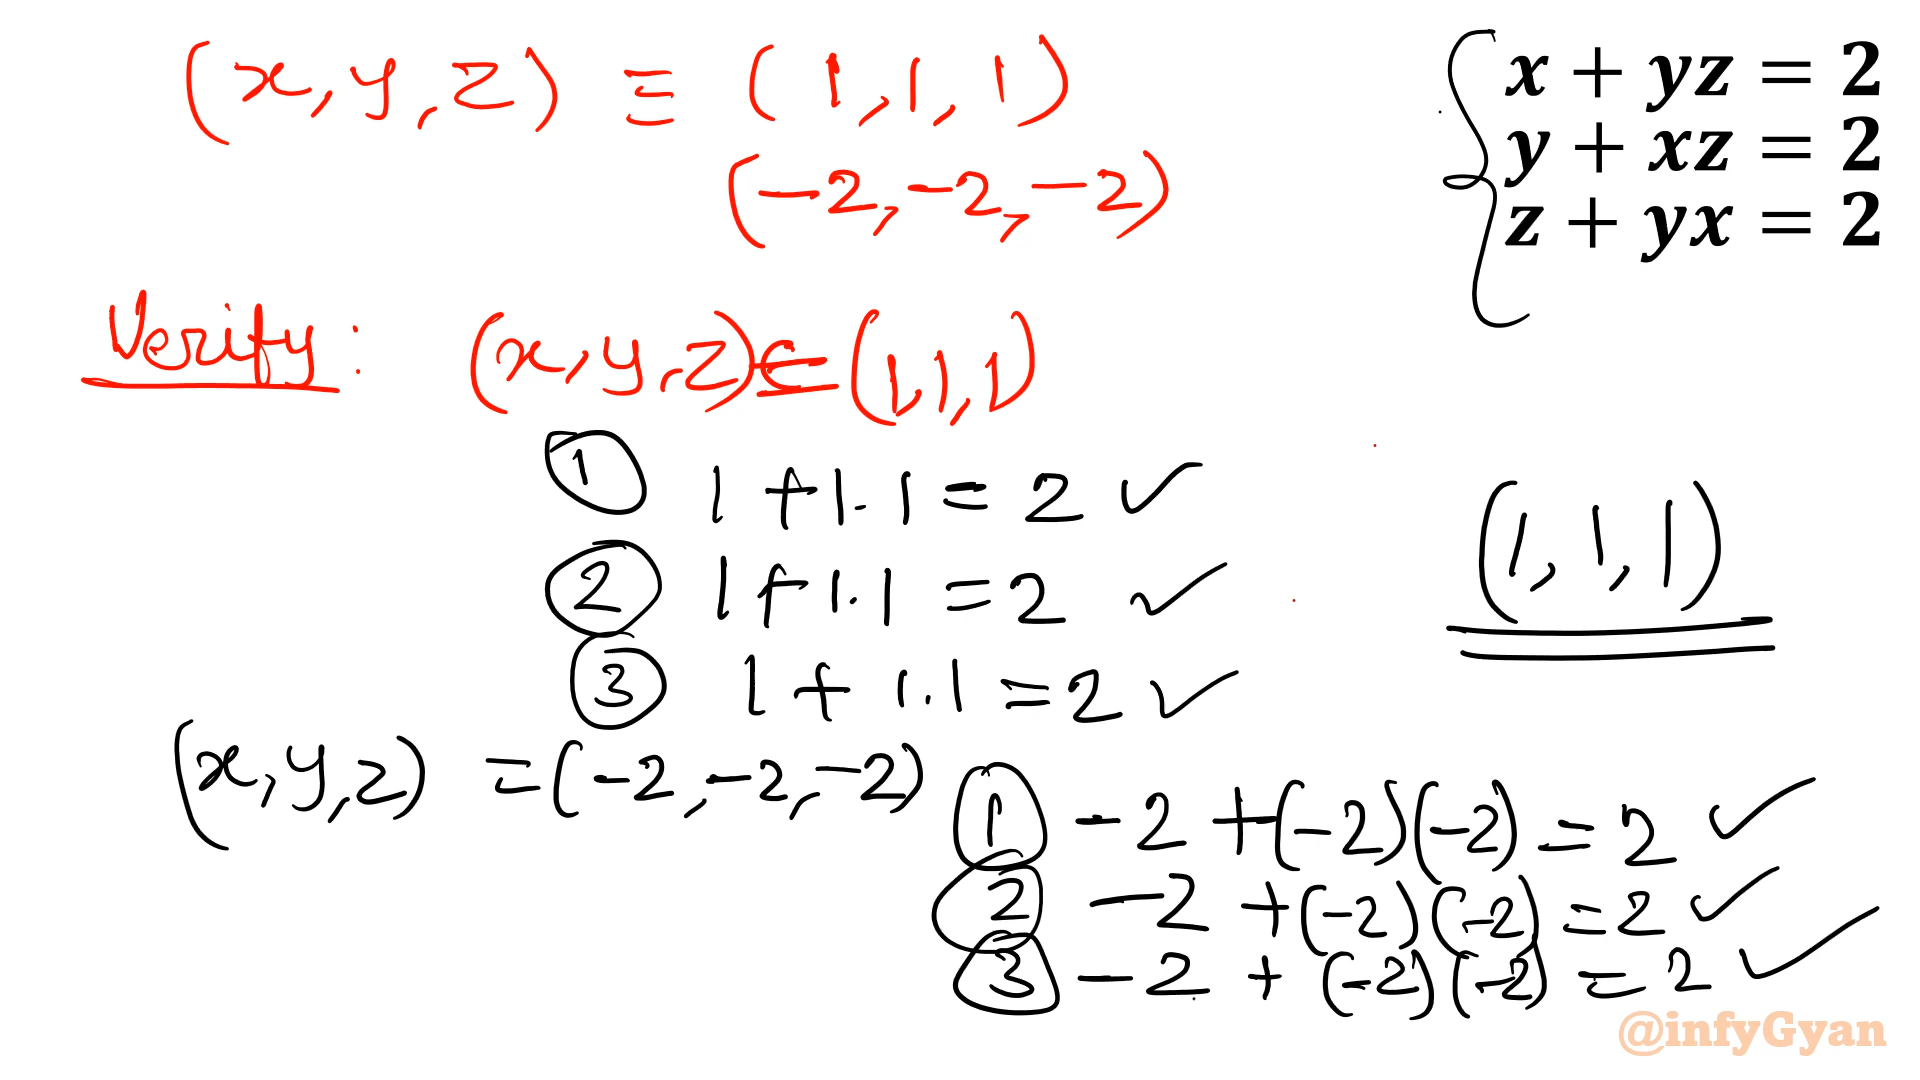 (x, y, z) ≡ (1, 1, 1)
(-2, -2, -2)
x + yz = 2
y + xz = 2
z + yx = 2
Verify : (x, y, z) = (1, 1, 1)
① 1 + 1.1 = 2 ✓
② 1 + 1.1 = 2 ✓
③ 1 + 1.1 = 2 ✓
(1, 1, 1)
(x, y, z) = (-2, -2, -2)
① -2 + (-2)(-2) = 2 ✓
② -2 + (-2)(-2) = 2 ✓
③ -2 + (-2)(-2) = 2 ✓
@infyGyan